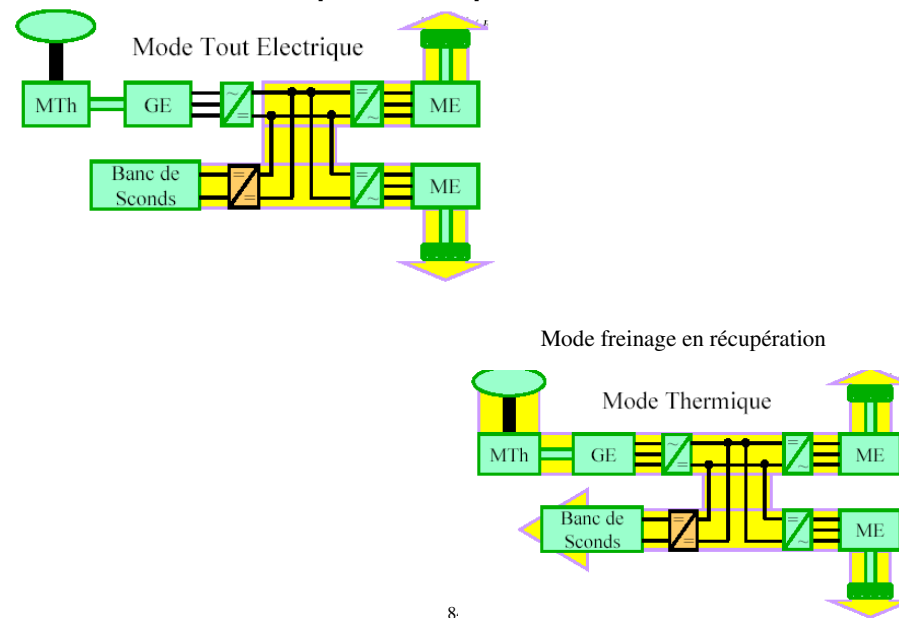 Mode Tout Electrique
MTh
GE
~
=
=
~
ME
Banc de
Sconds
=
=
=
~
ME
Mode freinage en récupération
Mode Thermique
MTh
GE
~
=
=
~
ME
Banc de
Sconds
=
=
=
~
ME